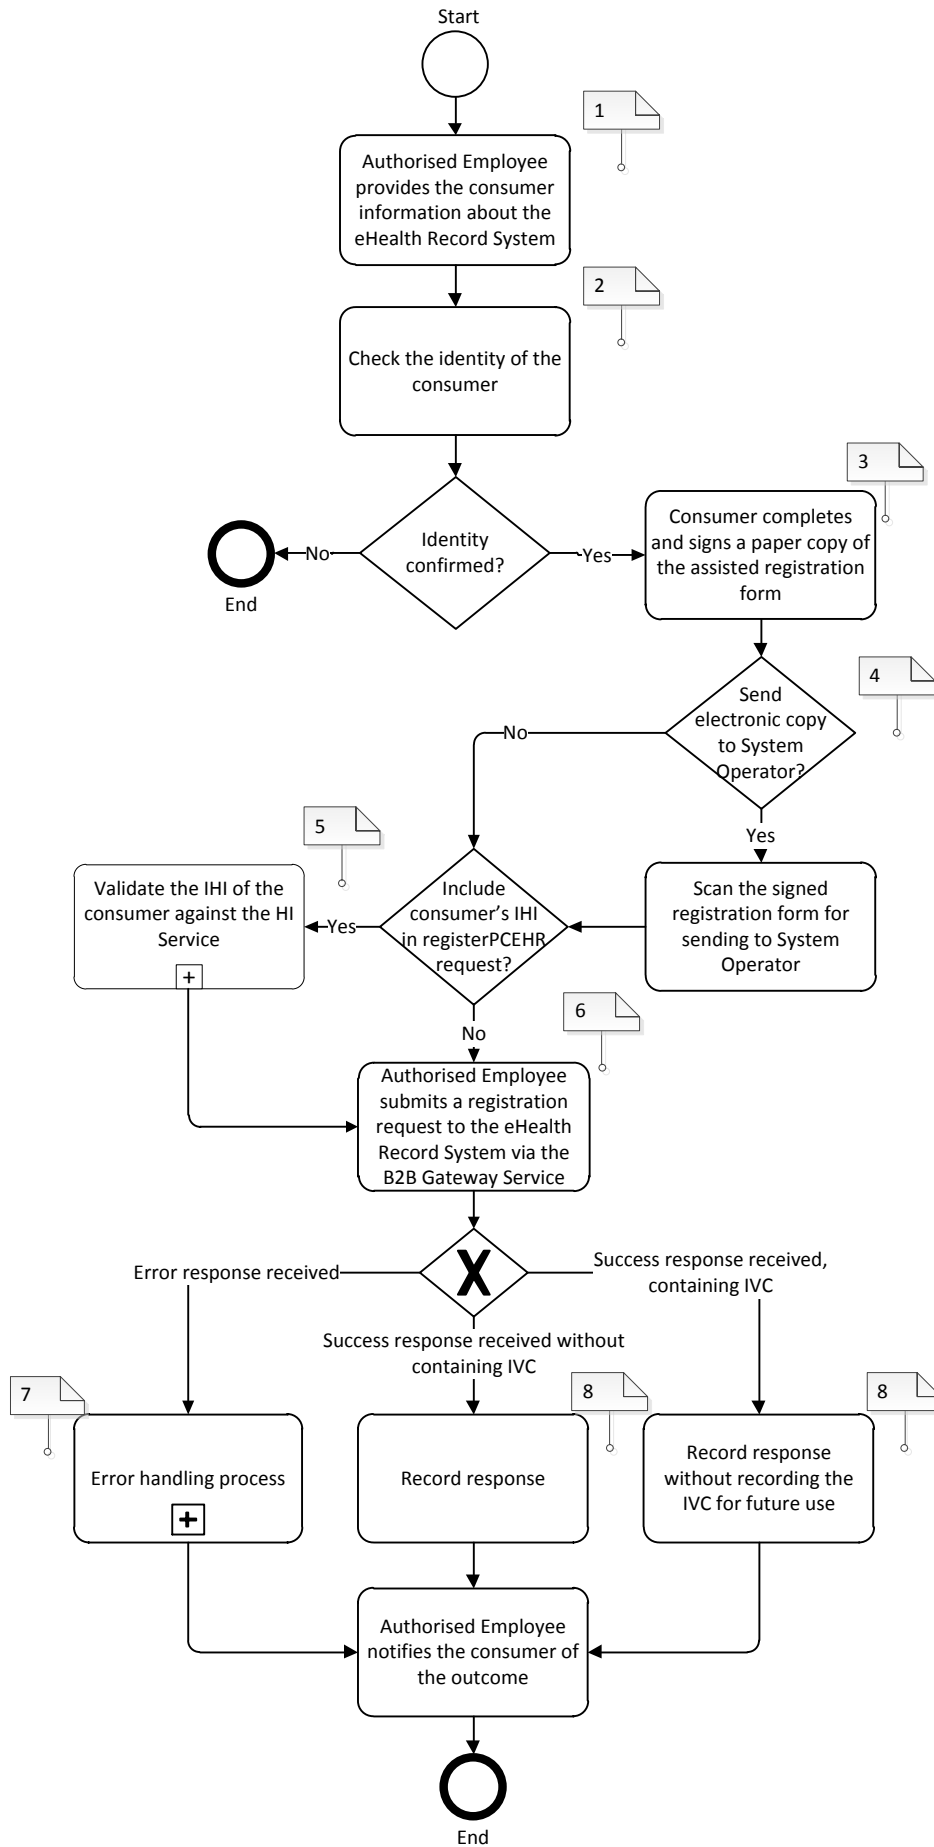 Start
1
Authorised Employee
provides the consumer
information about the
eHealth Record System
2
Check the identity of the
consumer
3
Identity
confirmed?
No
End
Yes
Consumer completes
and signs a paper copy of
the assisted registration
form
4
Send
electronic copy
to System
Operator?
No
Yes
5
Validate the IHI of the
consumer against the HI
Service
+
Yes
Include
consumer's IHI
in registerPCEHR
request?
Scan the signed
registration form for
sending to System
Operator
No
6
Authorised Employee
submits a registration
request to the eHealth
Record System via the
B2B Gateway Service
X
Error response received
Success response received,
containing IVC
Success response received without
containing IVC
7
8
8
Error handling process
+
Record response
Record response
without recording the
IVC for future use
Authorised Employee
notifies the consumer of
the outcome
End